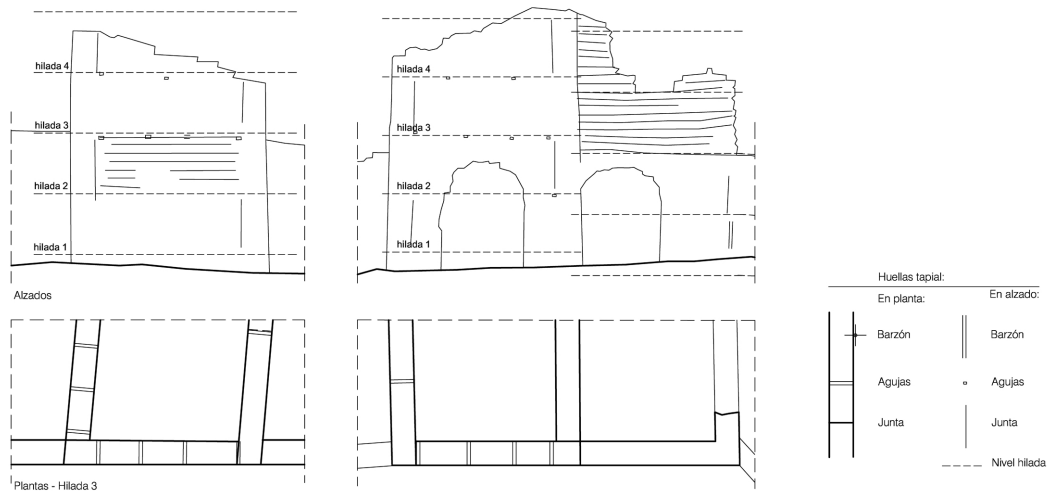 hilada 4
hilada 3
hilada 2
hilada 1
Alzados
hilada 4
hilada 3
hilada 2
hilada 1
Plantas - Hilada 3
Huellas tapial:
En planta:
En alzado:
Barzón
Barzón
Agujas
Agujas
Junta
Junta
Nivel hilada